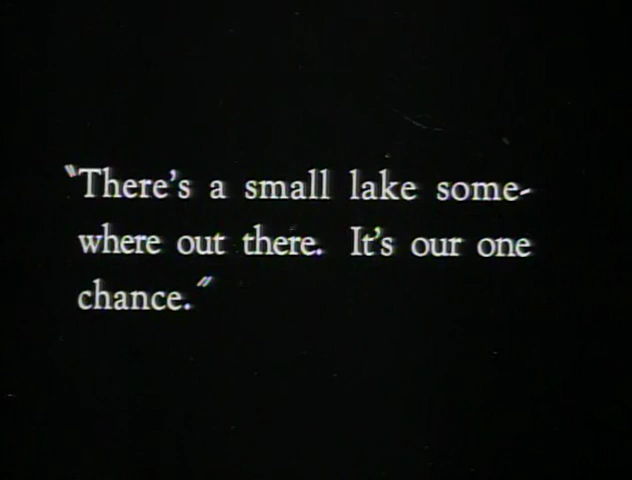 "There's a small lake some-
where out there. It's our one
chance."